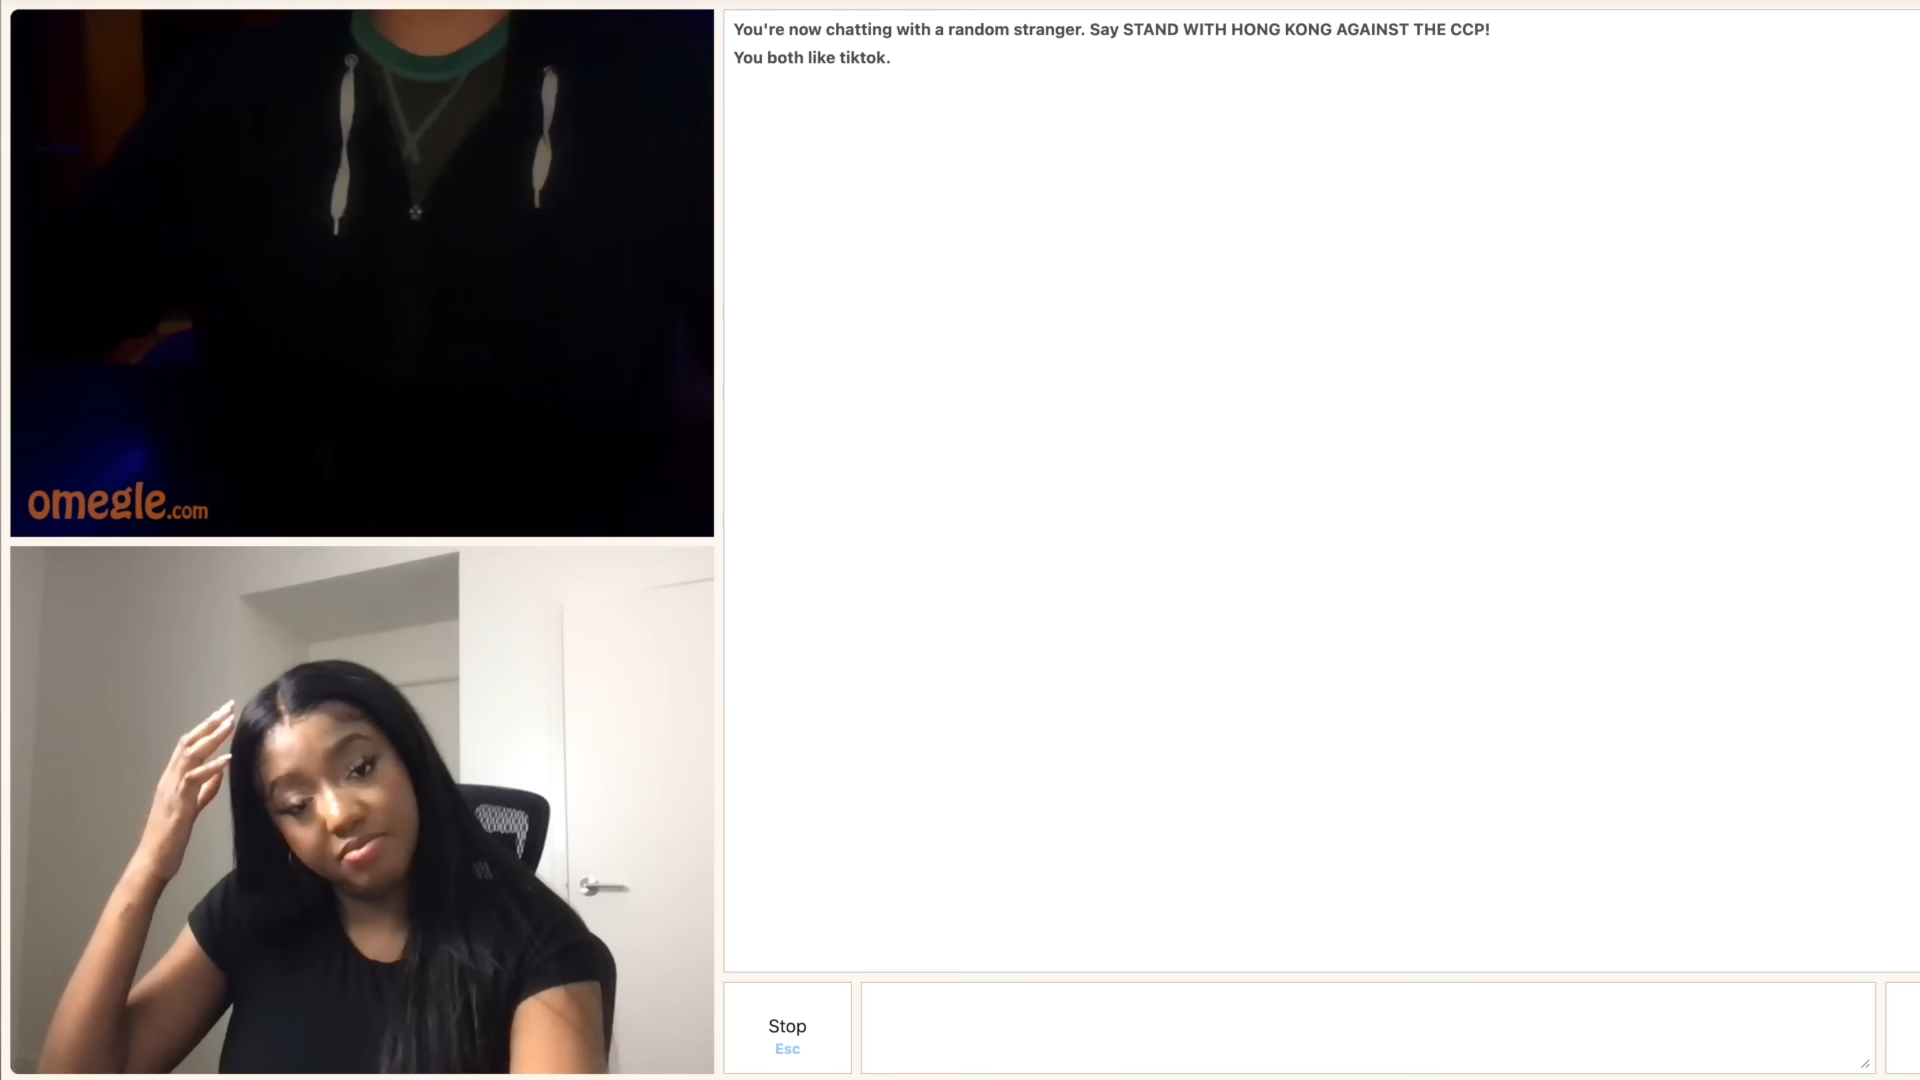 You're now chatting with a random stranger. Say STAND WITH HONG KONG AGAINST THE CCP!
You both like tiktok.
omegle.com
Stop
Esc